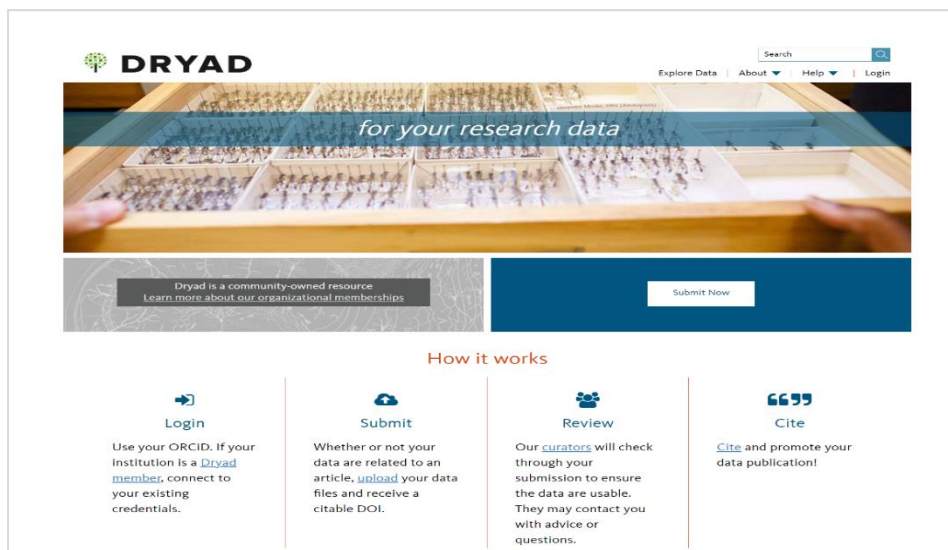 DRYAD
Search
Explore Data | About | Help | Login
for your research data
Dryad is a community-owned resource
Learn more about our organizational memberships
Submit Now
How it works
Login
Use your ORCiD. If your
institution is a Dryad
member, connect to
your existing
credentials.
Submit
Whether or not your
data are related to an
article, upload your data
files and receive a
citable DOI.
Review
Our curators will check
through your
submission to ensure
the data are usable.
They may contact you
with advice or
questions.
Cite
Cite and promote your
data publication!